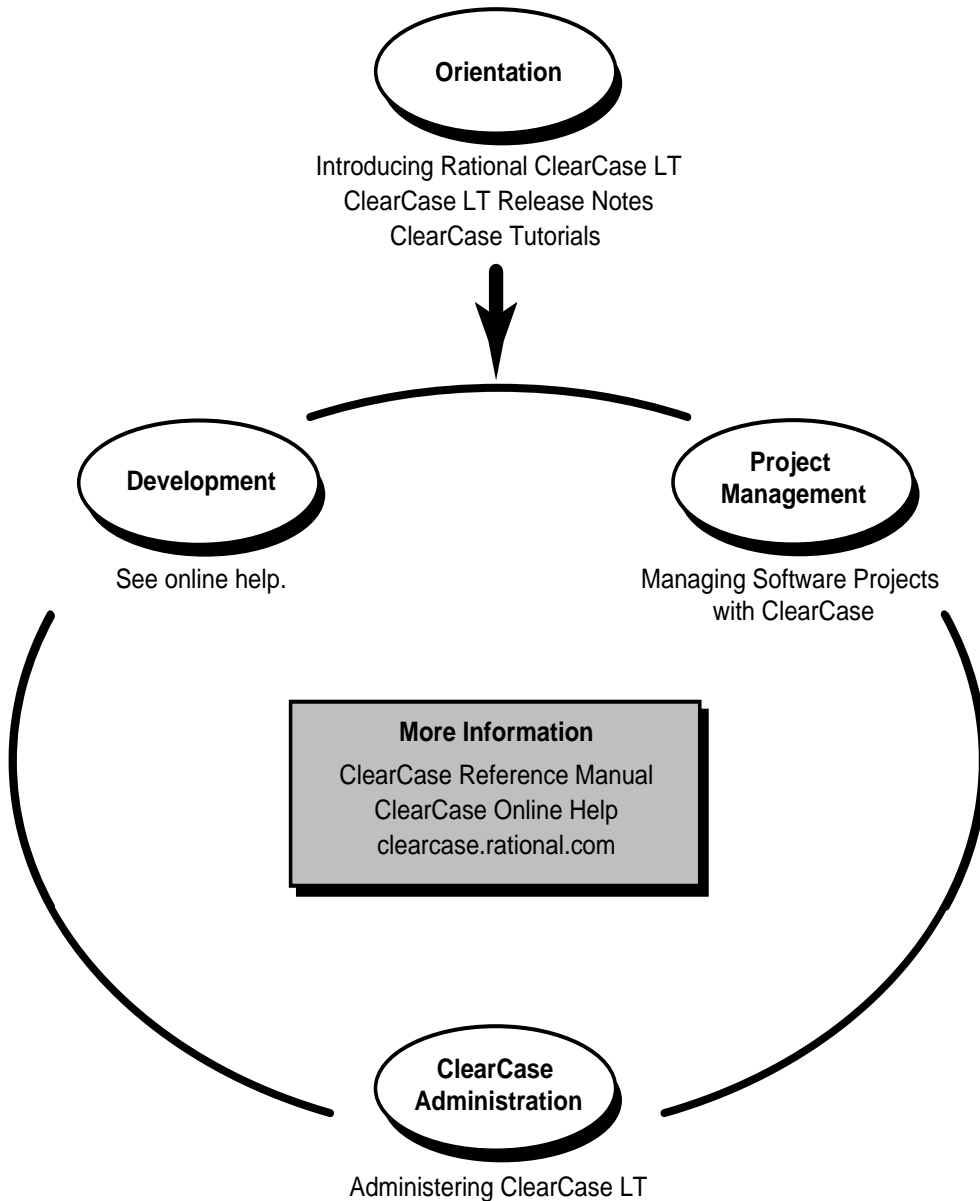 Orientation
Introducing Rational ClearCase LT
ClearCase LT Release Notes
ClearCase Tutorials
Development
See online help.
Project
Management
Managing Software Projects
with ClearCase
More Information
ClearCase Reference Manual
ClearCase Online Help
clearcase.rational.com
ClearCase
Administration
Administering ClearCase LT